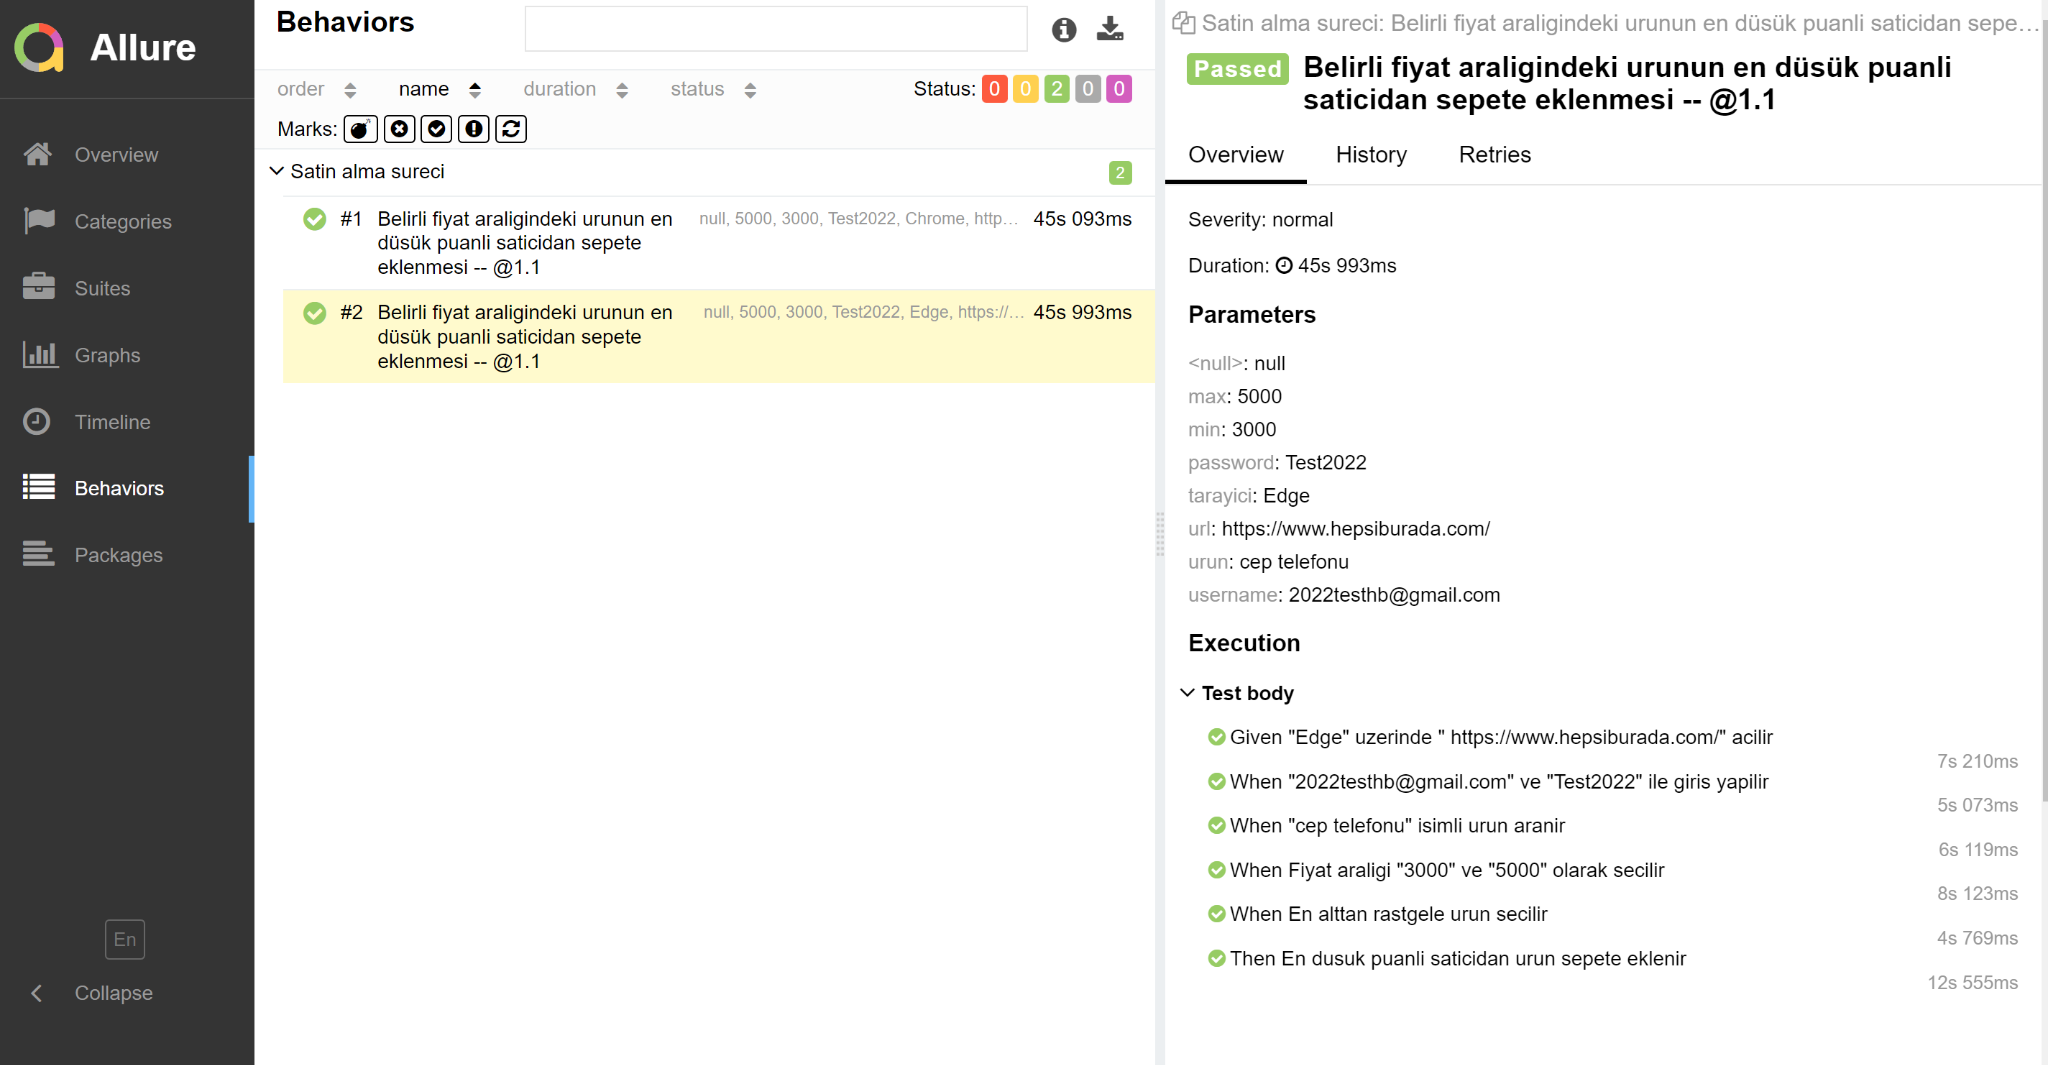 Allure
Overview
Categories
Suites
Graphs
Timeline
Behaviors
Packages
En
Collapse
Behaviors
order name duration status Status: 0 0 2 0 0
Marks:
Satin alma sureci 2
#1 Belirli fiyat araligindeki urunun en null, 5000, 3000, Test2022, Chrome, http... 45s 093ms
düsük puanli saticidan sepete
eklenmesi -- @1.1
#2 Belirli fiyat araligindeki urunun en null, 5000, 3000, Test2022, Edge, https://... 45s 993ms
düsük puanli saticidan sepete
eklenmesi -- @1.1
Satin alma sureci: Belirli fiyat araligindeki urunun en düsük puanli saticidan sepe...
Passed Belirli fiyat araligindeki urunun en düsük puanli
saticidan sepete eklenmesi -- @1.1
Overview History Retries
Severity: normal
Duration: 45s 993ms
Parameters
<null>: null
max: 5000
min: 3000
password: Test2022
tarayici: Edge
url: https://www.hepsiburada.com/
urun: cep telefonu
username: 2022testhb@gmail.com
Execution
Test body
Given "Edge" uzerinde " https://www.hepsiburada.com/" acilir
7s 210ms
When "2022testhb@gmail.com" ve "Test2022" ile giris yapilir
5s 073ms
When "cep telefonu" isimli urun aranir
6s 119ms
When Fiyat araligi "3000" ve "5000" olarak secilir
8s 123ms
When En alttan rastgele urun secilir
4s 769ms
Then En dusuk puanli saticidan urun sepete eklenir
12s 555ms